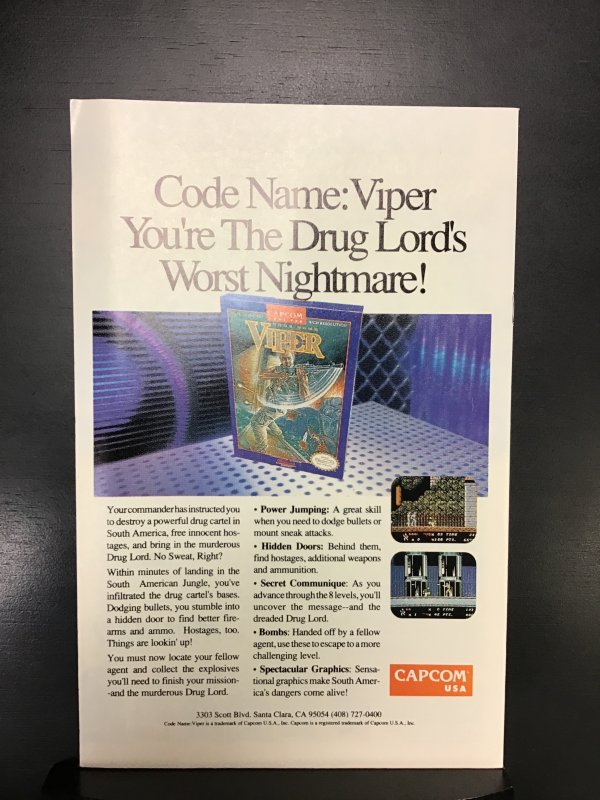 Code Name: Viper
You're The Drug Lord's
Worst Nightmare!
CAPCOM
HIGH RESOLUTION
CODE NAME
VIPER
Your commander has instructed you
to destroy a powerful drug cartel in
South America, free innocent hos-
tages, and bring in the murderous
Drug Lord. No Sweat, Right?
Within minutes of landing in the
South American Jungle, you've
infiltrated the drug cartel's bases.
Dodging bullets, you stumble into
a hidden door to find better fire-
arms and ammo. Hostages, too.
Things are lookin' up!
You must now locate your fellow
agent and collect the explosives
you'll need to finish your mission-
-and the murderous Drug Lord.
• Power Jumping: A great skill
when you need to dodge bullets or
mount sneak attacks.
• Hidden Doors: Behind them,
find hostages, additional weapons
and ammunition.
• Secret Communique: As you
advance through the 8 levels, you'll
uncover the message--and the
dreaded Drug Lord.
• Bombs: Handed off by a fellow
agent, use these to escape to a more
challenging level.
• Spectacular Graphics: Sensa-
tional graphics make South Amer-
ica's dangers come alive!
CAPCOM®
USA
3303 Scott Blvd. Santa Clara, CA 95054 (408) 727-0400
Code Name: Viper is a trademark of Capcom U.S.A., Inc. Capcom is a registered trademark of Capcom U.S.A., Inc.